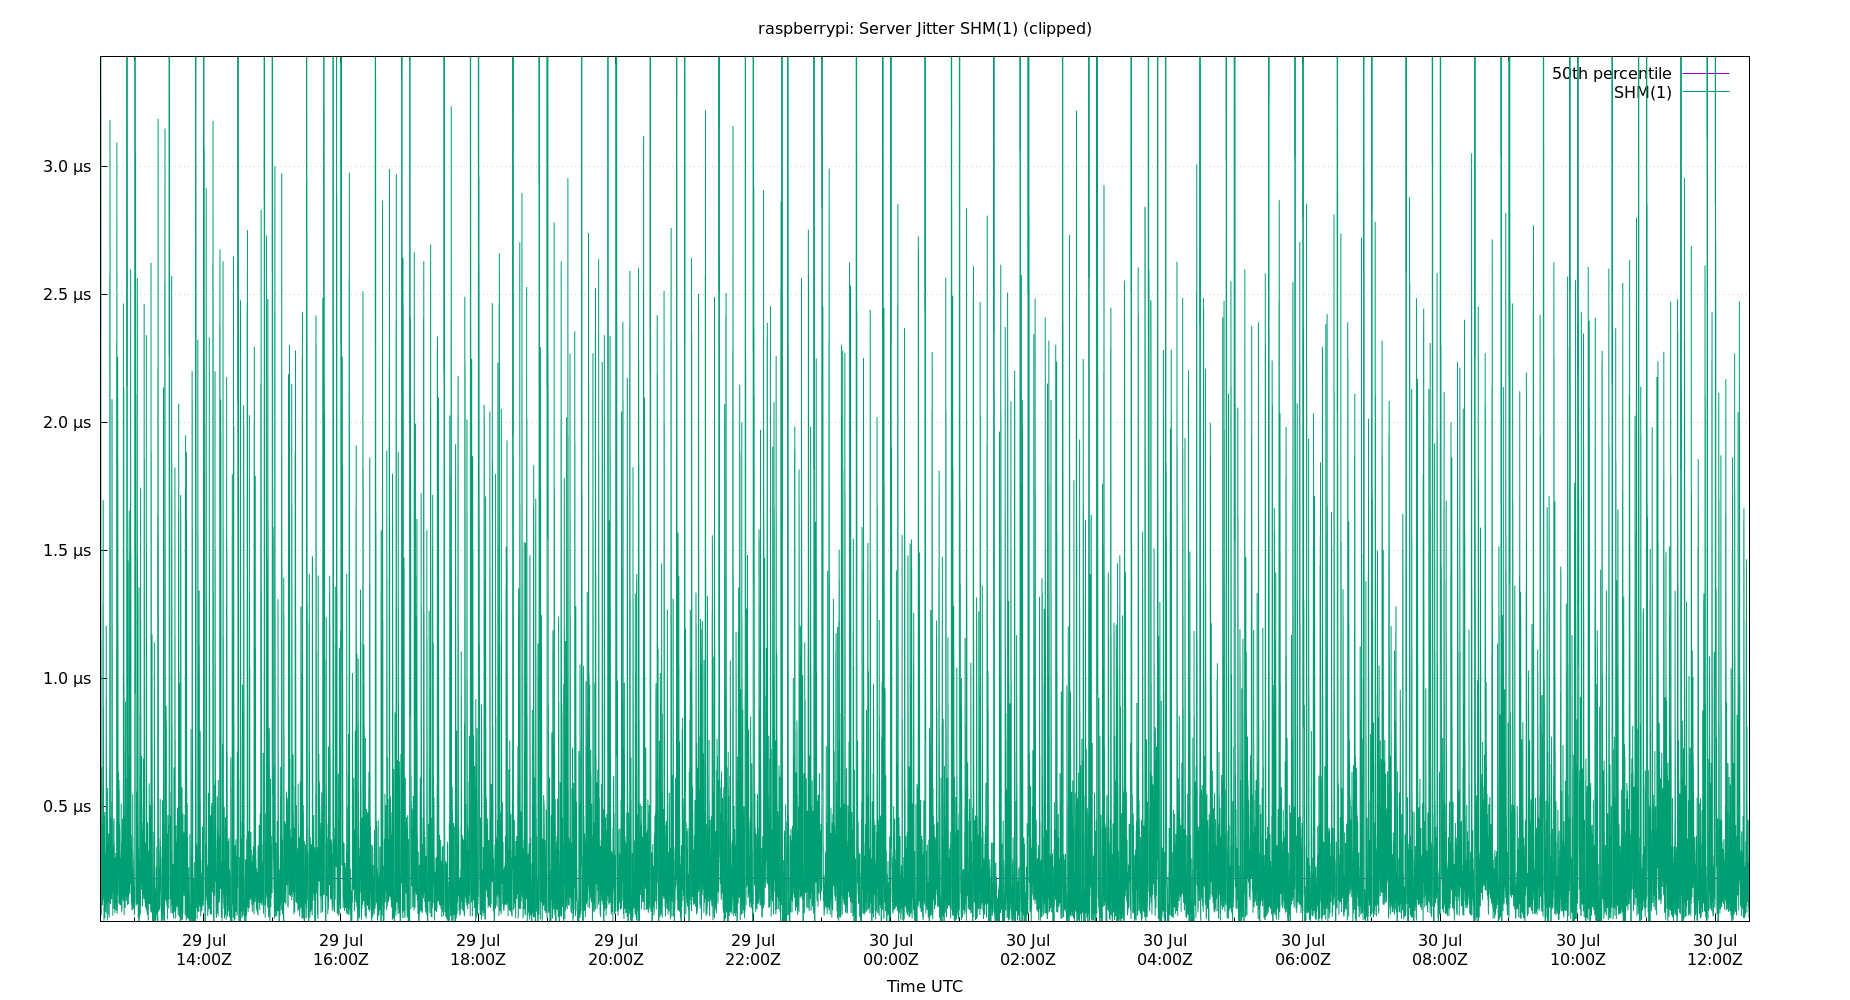 raspberrypi: Server Jitter SHM(1) (clipped)
50th percentile
SHM(1)
3.0 µs
2.5 µs
2.0 µs
1.5 µs
1.0 µs
0.5 µs
29 Jul 29 Jul 29 Jul 29 Jul 29 Jul 30 Jul 30 Jul 30 Jul 30 Jul 30 Jul 30 Jul 30 Jul
14:00Z 16:00Z 18:00Z 20:00Z 22:00Z 00:00Z 02:00Z 04:00Z 06:00Z 08:00Z 10:00Z 12:00Z
Time UTC